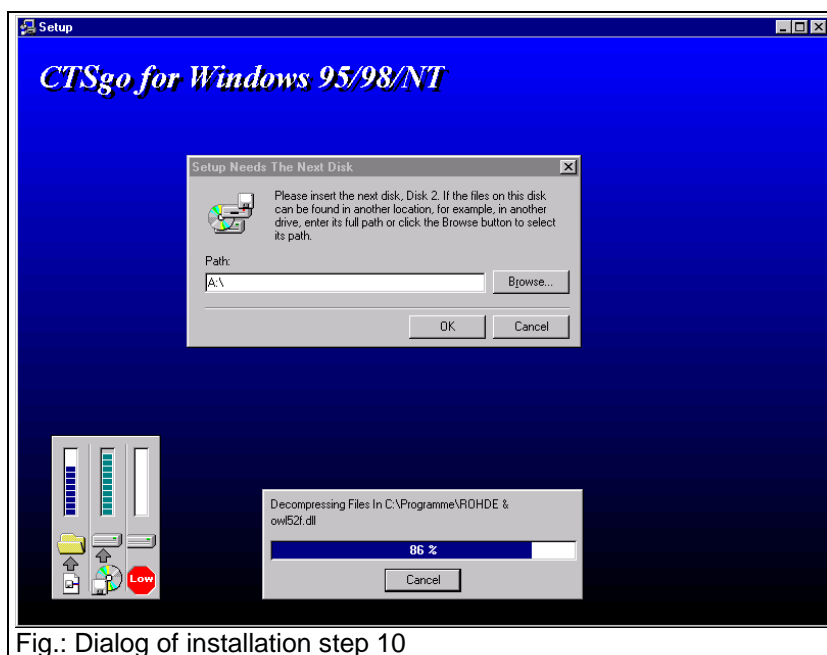 Setup
CTSgo for Windows 95/98/NT
Setup Needs The Next Disk
Please insert the next disk, Disk 2. If the files on this disk
can be found in another location, for example, in another
drive, enter its full path or click the Browse button to select
its path.
Path:
A:\
Browse...
OK Cancel
Decompressing Files In C:\Programme\ROHDE &
owl52f.dll
86 %
Cancel
Low
Fig.: Dialog of installation step 10